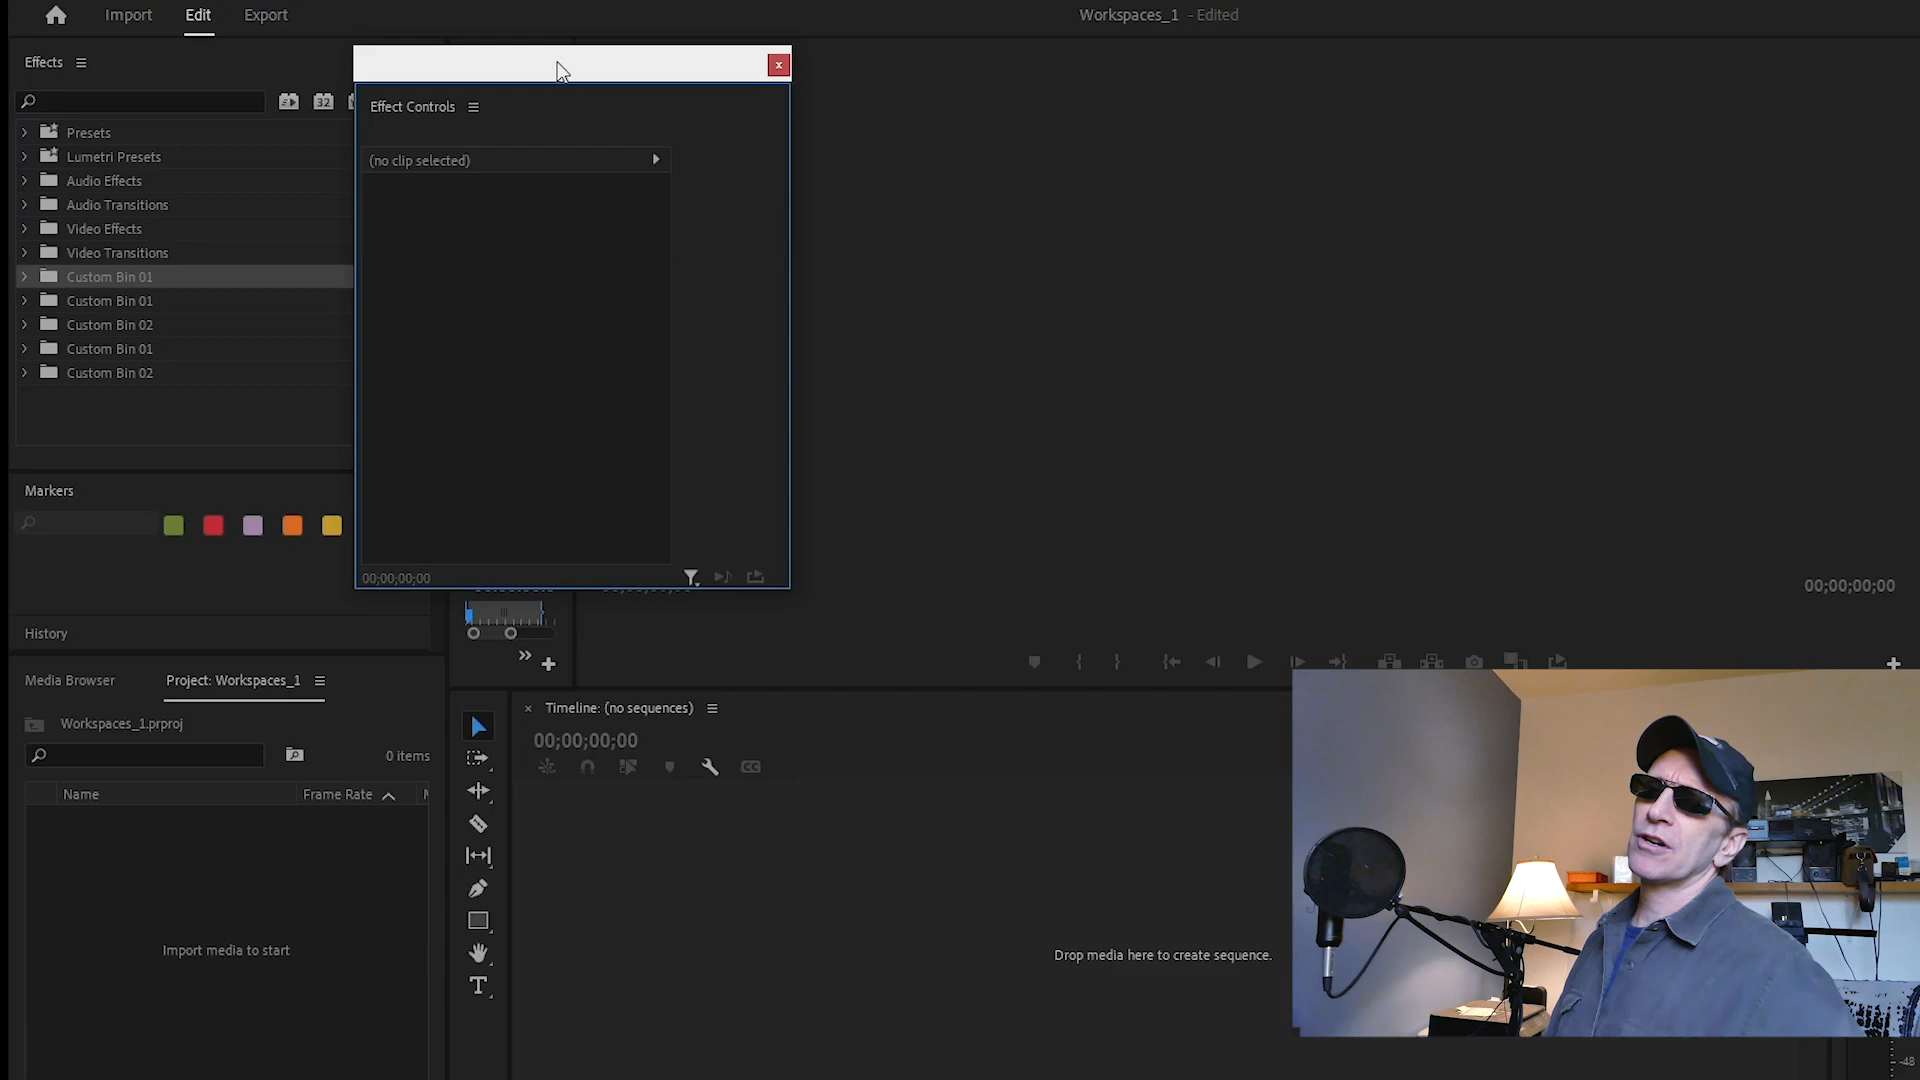 Import
Edit
Export
Workspaces_1 - Edited
Effects
32
x
Effect Controls
(no clip selected)
Presets
Lumetri Presets
Audio Effects
Audio Transitions
Video Effects
Video Transitions
Custom Bin 01
Custom Bin 01
Custom Bin 02
Custom Bin 01
Custom Bin 02
Markers
00;00;00;00
00;00;00;00
History
Media Browser
Project: Workspaces_1
Workspaces_1.prproj
0 items
Name
Frame Rate
Import media to start
Timeline: (no sequences)
00;00;00;00
CC
T
Drop media here to create sequence.
-48